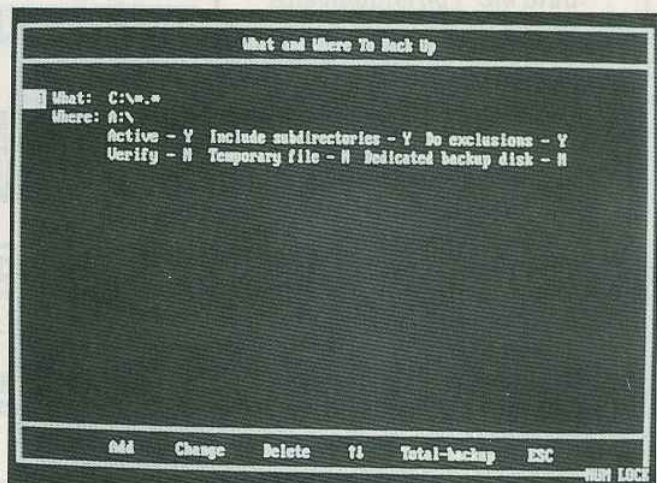 What and Where To Back Up
1 What: C:\*.*
Where: A:\
Active - Y Include subdirectories - Y Do exclusions - Y
Verify - N Temporary file - N Dedicated backup disk - N
Add Change Delete ↑↓ Total-backup ESC
NUM LOCK